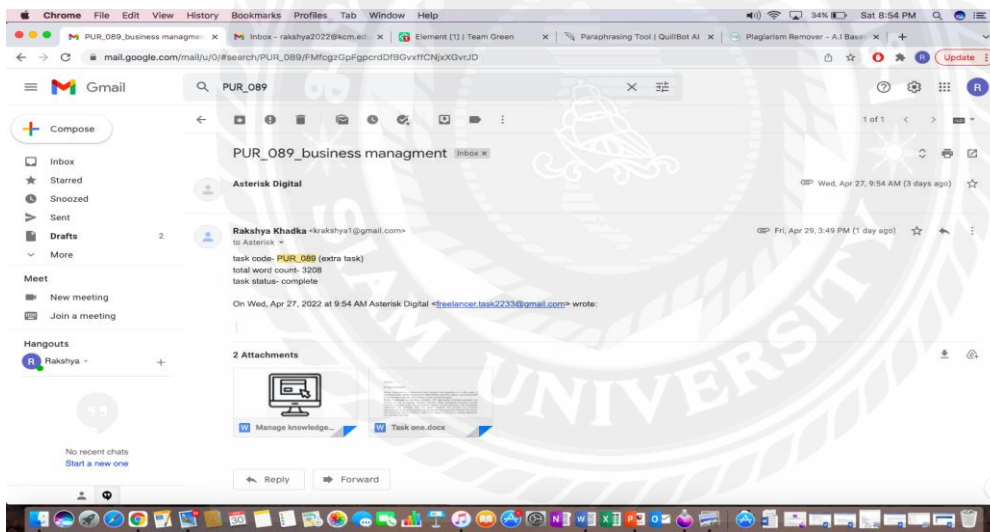 Chrome File Edit View History Bookmarks Profiles Tab Window Help 34% Sat 8:54 PM
PUR_089_business managmen Inbox - rakshya2022@kcm.ed Element [1] | Team Green Paraphrasing Tool | QuillBot AI Plagiarism Remover - A.I Base
mail.google.com/mail/u/0/#search/PUR_089/FMfcgzGpFgpcrdDfBGvxffCNjxXGvrJD Update
Gmail PUR_089 R
Compose 1 of 1
PUR_089_business managment Inbox x
Inbox
Starred
Snoozed
Sent
Drafts 2
More
Asterisk Digital Wed, Apr 27, 9:54 AM (3 days ago)
Rakshya Khadka <krakshya1@gmail.com> Fri, Apr 29, 3:49 PM (1 day ago)
to Asterisk
task code- PUR_089 (extra task)
total word count- 3208
task status- complete
On Wed, Apr 27, 2022 at 9:54 AM Asterisk Digital <freelancer.task2233@gmail.com> wrote:
Meet
New meeting
Join a meeting
Hangouts
R Rakshya
No recent chats
Start a new one
2 Attachments
W Manage knowledge...
W Task one.docx
Reply Forward
UNIVERS